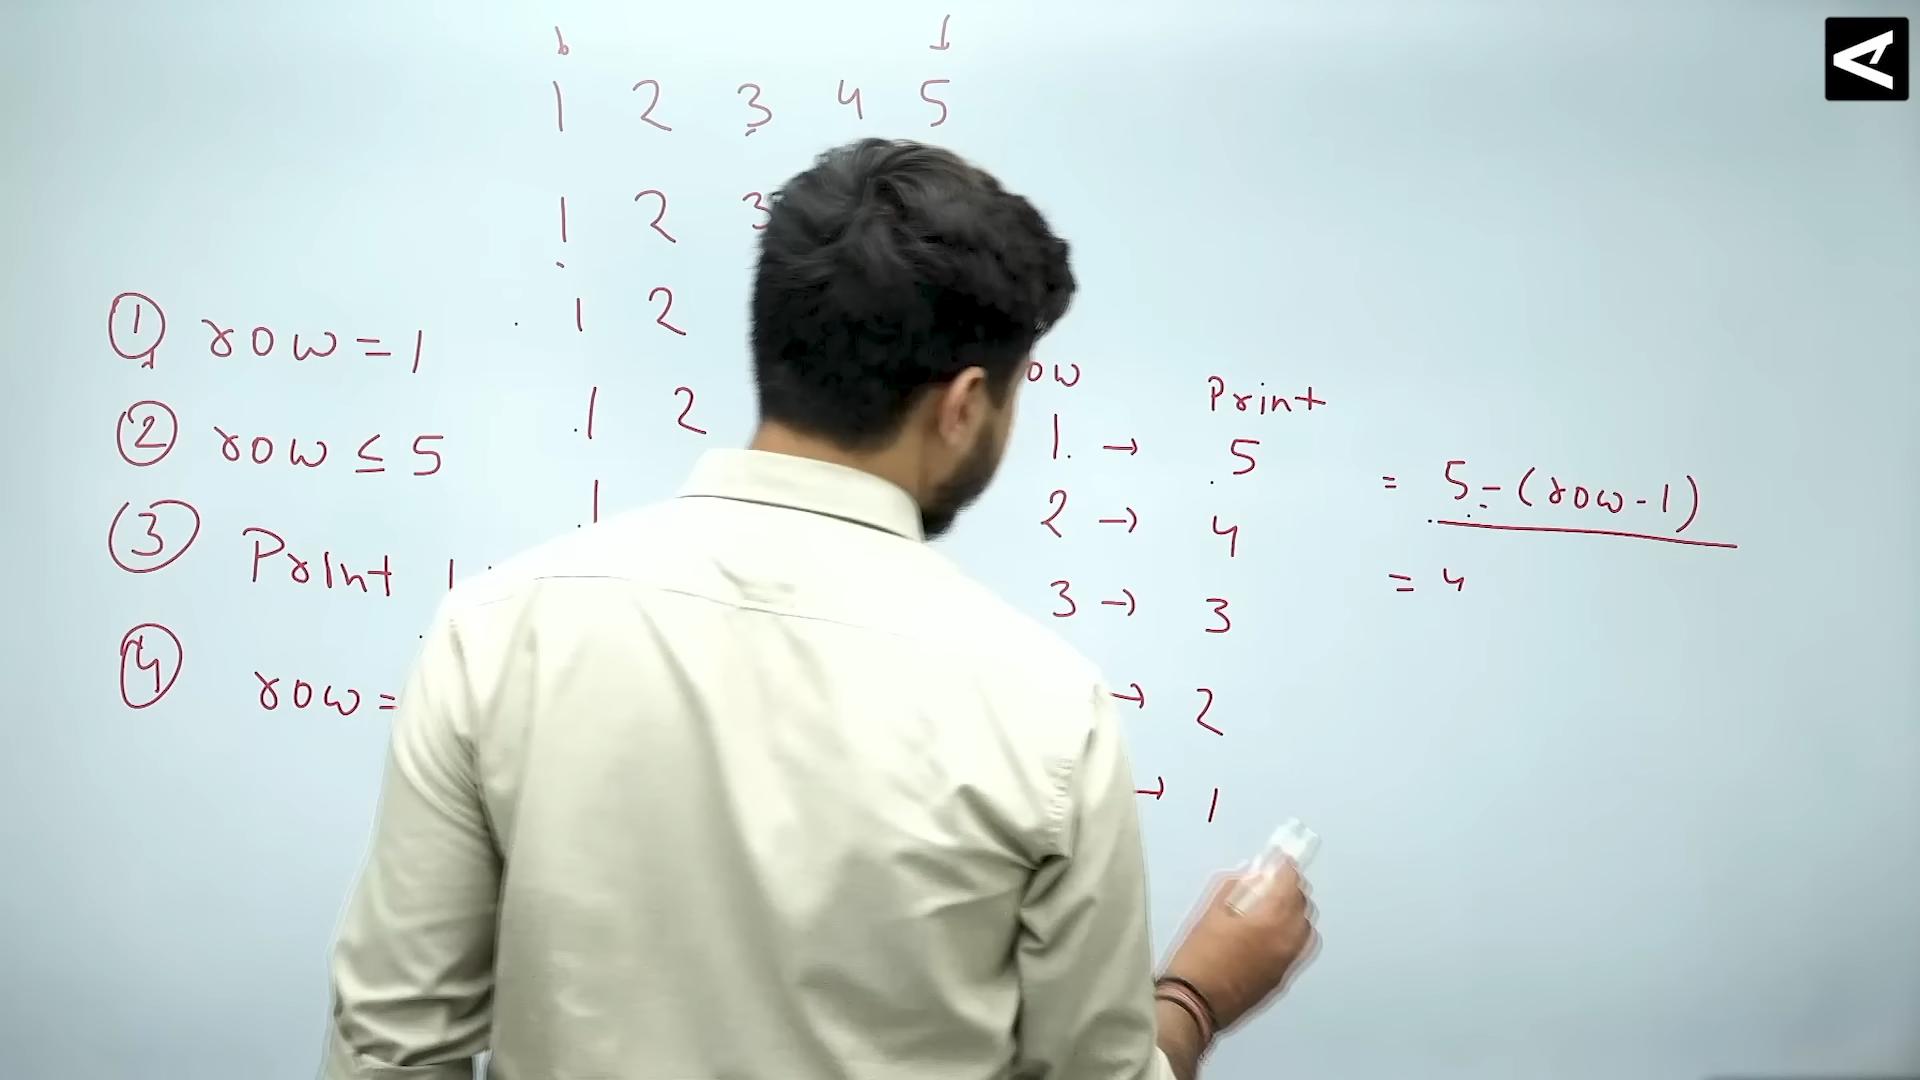 1 2 3 4 5
1 2 3
1 2
1 2
1
① row = 1
② row ≤ 5
③ Print 1
④ row =
ow Print
1. → 5
2 → 4
3 → 3
→ 2
→ 1
= 5 - (row - 1)
= 4